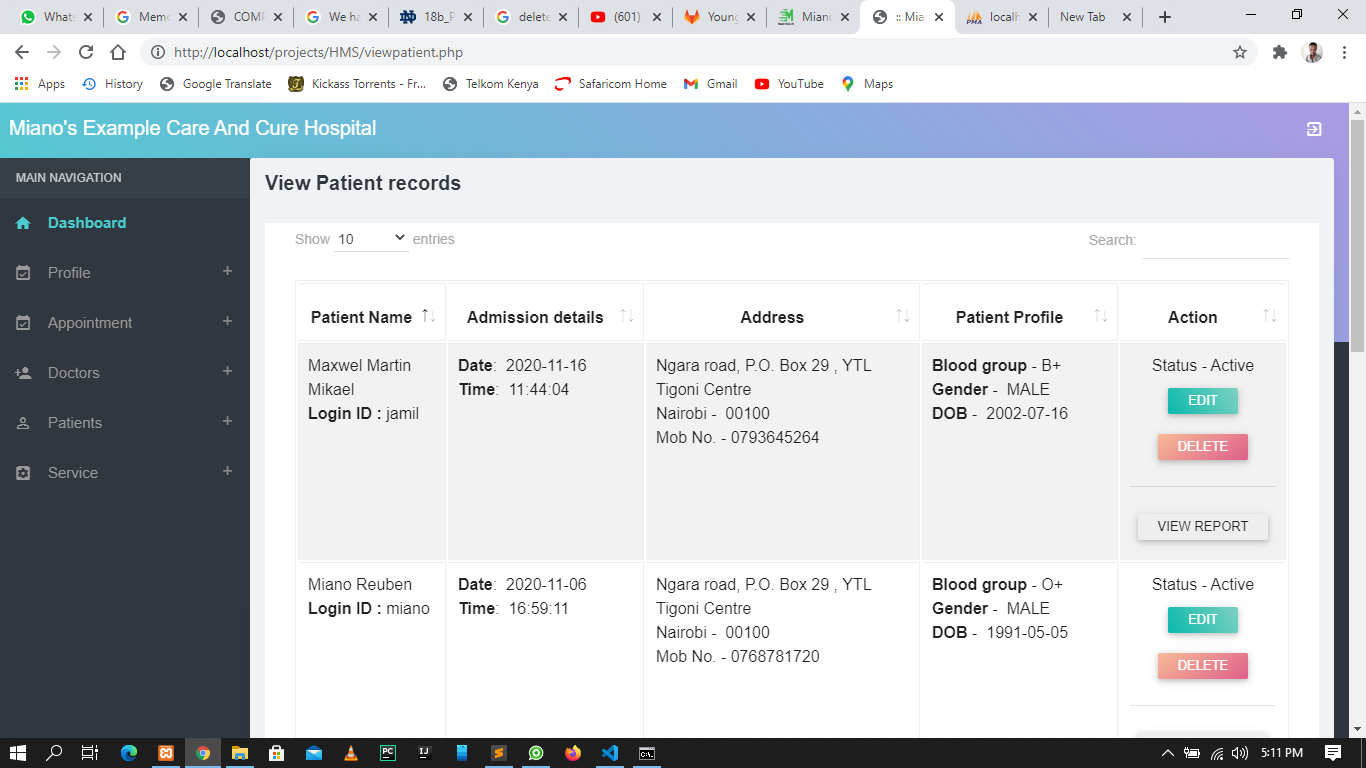 Whats
Memo
COMP
We ha
18b_P
delete
(601)
Young
Miano
:: Mia
localh
New Tab
http://localhost/projects/HMS/viewpatient.php
Apps
History
Google Translate
Kickass Torrents - Fr...
Telkom Kenya
Safaricom Home
Gmail
YouTube
Maps
Miano's Example Care And Cure Hospital
MAIN NAVIGATION
Dashboard
Profile +
Appointment +
Doctors +
Patients +
Service +
View Patient records
Show 10 entries
Search:
Patient Name
Admission details
Address
Patient Profile
Action
Maxwel Martin
Mikael
Login ID : jamil
Date: 2020-11-16
Time: 11:44:04
Ngara road, P.O. Box 29 , YTL
Tigoni Centre
Nairobi - 00100
Mob No. - 0793645264
Blood group - B+
Gender - MALE
DOB - 2002-07-16
Status - Active
EDIT
DELETE
VIEW REPORT
Miano Reuben
Login ID : miano
Date: 2020-11-06
Time: 16:59:11
Ngara road, P.O. Box 29 , YTL
Tigoni Centre
Nairobi - 00100
Mob No. - 0768781720
Blood group - O+
Gender - MALE
DOB - 1991-05-05
Status - Active
EDIT
DELETE
5:11 PM